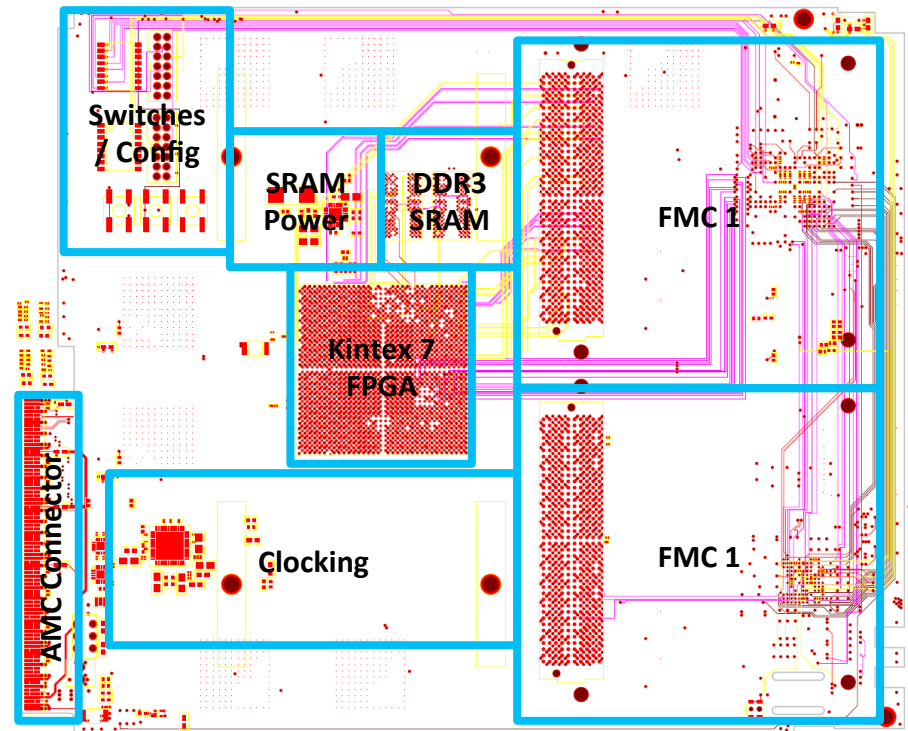 Switches
/ Config
SRAM
Power
DDR3
SRAM
FMC 1
Kintex 7
FPGA
AMC Connector
Clocking
FMC 1